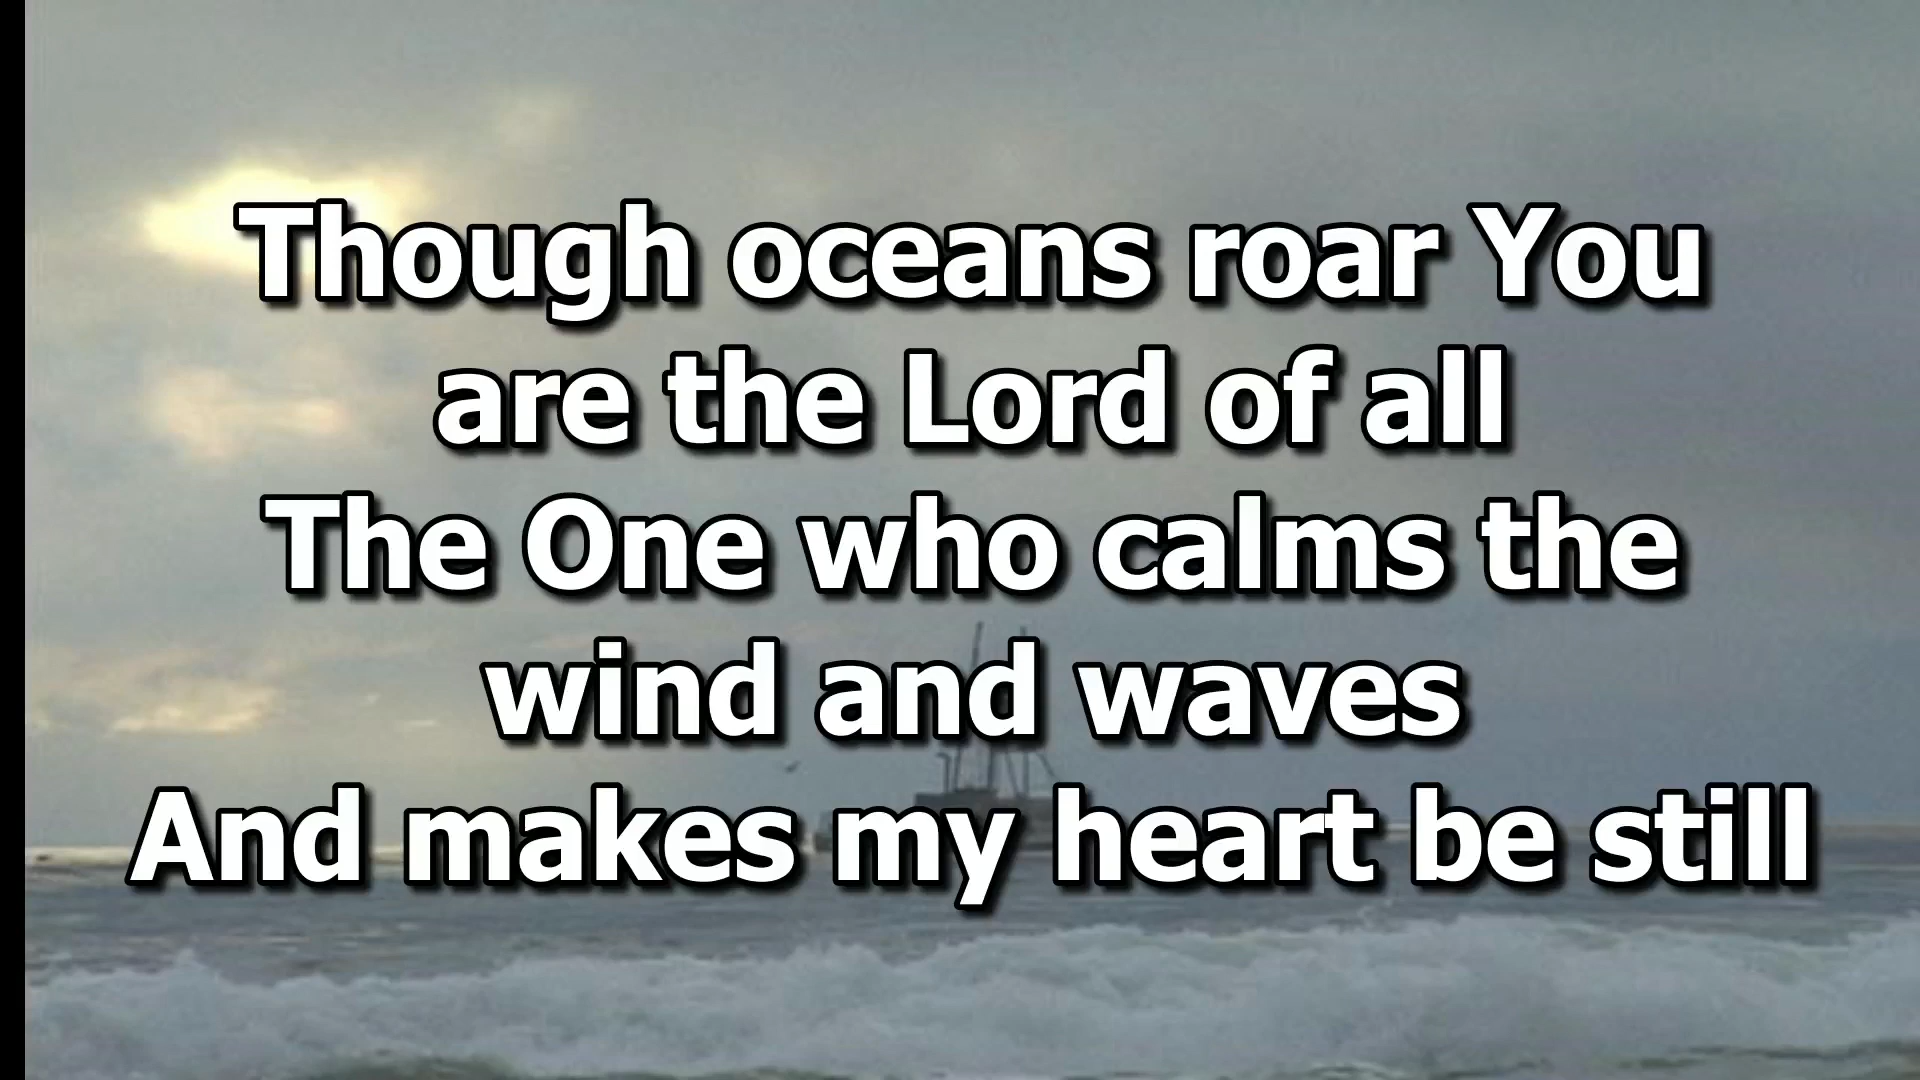 Though oceans roar You
are the Lord of all
The One who calms the
wind and waves
And makes my heart be still